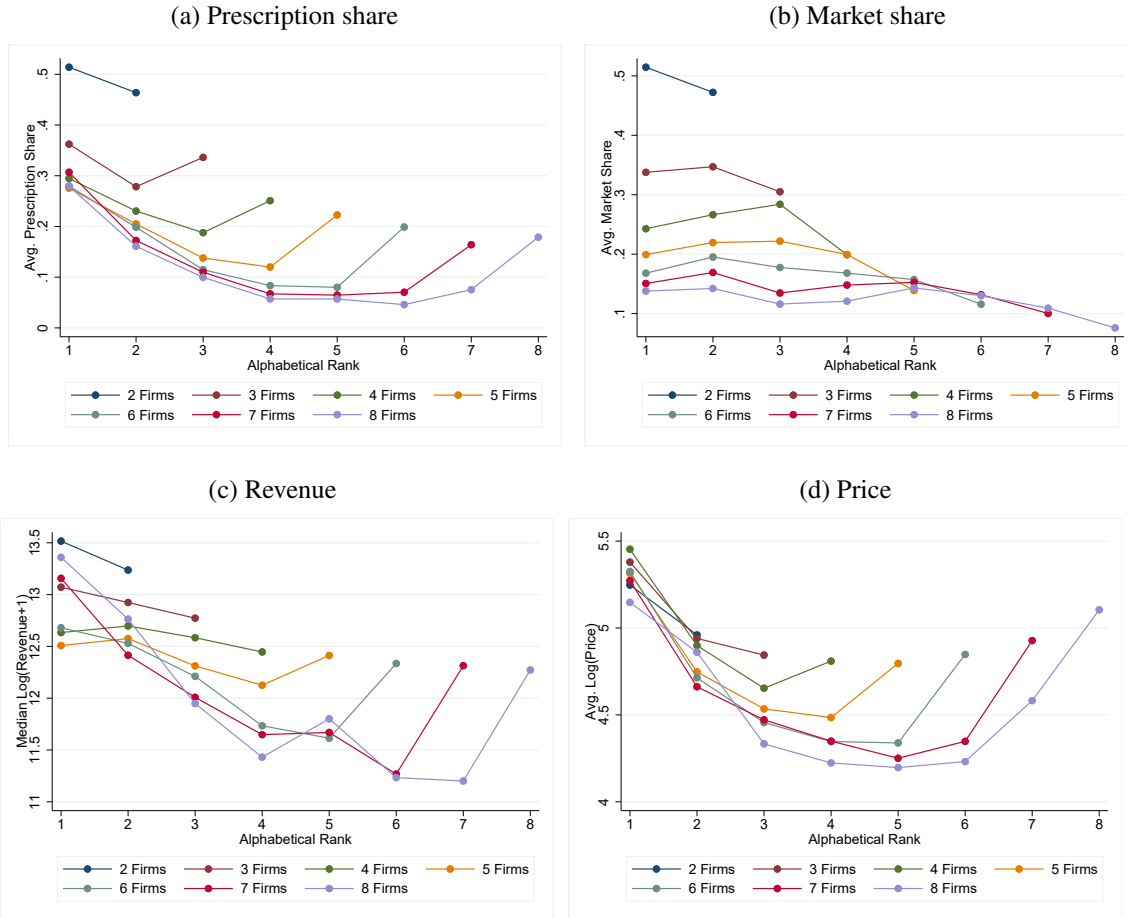 (a) Prescription share
Avg. Prescription Share
0 .1 .2 .3 .4 .5
1 2 3 4 5 6 7 8
Alphabetical Rank
2 Firms 3 Firms 4 Firms 5 Firms
6 Firms 7 Firms 8 Firms
(b) Market share
Avg. Market Share
.1 .2 .3 .4 .5
1 2 3 4 5 6 7 8
Alphabetical Rank
2 Firms 3 Firms 4 Firms 5 Firms
6 Firms 7 Firms 8 Firms
(c) Revenue
Median Log(Revenue+1)
11 11.5 12 12.5 13 13.5
1 2 3 4 5 6 7 8
Alphabetical Rank
2 Firms 3 Firms 4 Firms 5 Firms
6 Firms 7 Firms 8 Firms
(d) Price
Avg. Log(Price)
4 4.5 5 5.5
1 2 3 4 5 6 7 8
Alphabetical Rank
2 Firms 3 Firms 4 Firms 5 Firms
6 Firms 7 Firms 8 Firms